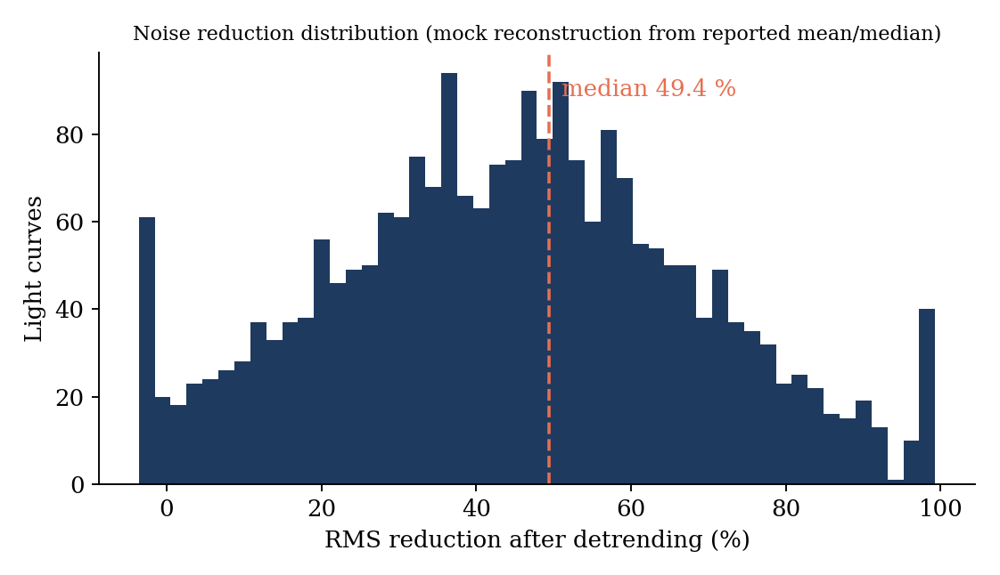 Noise reduction distribution (mock reconstruction from reported mean/median)
median 49.4 %
Light curves
80
60
40
20
0
0 20 40 60 80 100
RMS reduction after detrending (%)